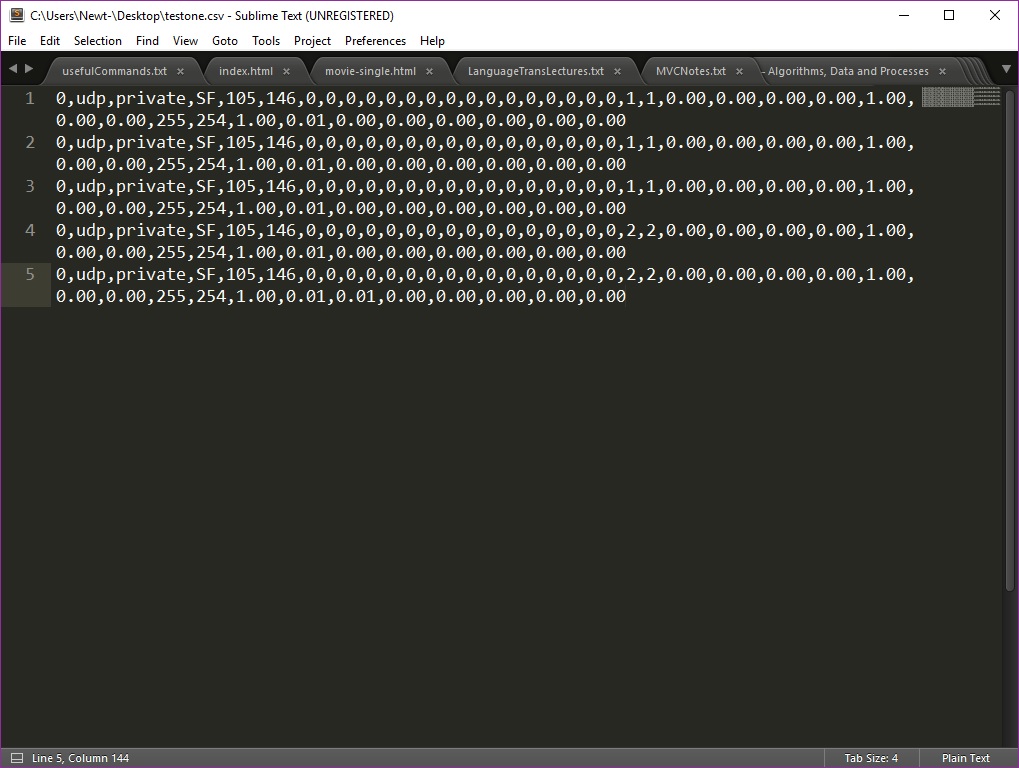 C:\Users\Newt-\Desktop\testone.csv - Sublime Text (UNREGISTERED)
File Edit Selection Find View Goto Tools Project Preferences Help
usefulCommands.txt × index.html × movie-single.html × LanguageTransLectures.txt × MVCNotes.txt × - Algorithms, Data and Processes ×
1 0,udp,private,SF,105,146,0,0,0,0,0,0,0,0,0,0,0,0,0,0,0,0,1,1,0.00,0.00,0.00,0.00,1.00,
0.00,0.00,255,254,1.00,0.01,0.00,0.00,0.00,0.00,0.00,0.00
2 0,udp,private,SF,105,146,0,0,0,0,0,0,0,0,0,0,0,0,0,0,0,0,1,1,0.00,0.00,0.00,0.00,1.00,
0.00,0.00,255,254,1.00,0.01,0.00,0.00,0.00,0.00,0.00,0.00
3 0,udp,private,SF,105,146,0,0,0,0,0,0,0,0,0,0,0,0,0,0,0,0,1,1,0.00,0.00,0.00,0.00,1.00,
0.00,0.00,255,254,1.00,0.01,0.00,0.00,0.00,0.00,0.00,0.00
4 0,udp,private,SF,105,146,0,0,0,0,0,0,0,0,0,0,0,0,0,0,0,0,2,2,0.00,0.00,0.00,0.00,1.00,
0.00,0.00,255,254,1.00,0.01,0.00,0.00,0.00,0.00,0.00,0.00
5 0,udp,private,SF,105,146,0,0,0,0,0,0,0,0,0,0,0,0,0,0,0,0,2,2,0.00,0.00,0.00,0.00,1.00,
0.00,0.00,255,254,1.00,0.01,0.01,0.00,0.00,0.00,0.00,0.00
Line 5, Column 144 Tab Size: 4 Plain Text